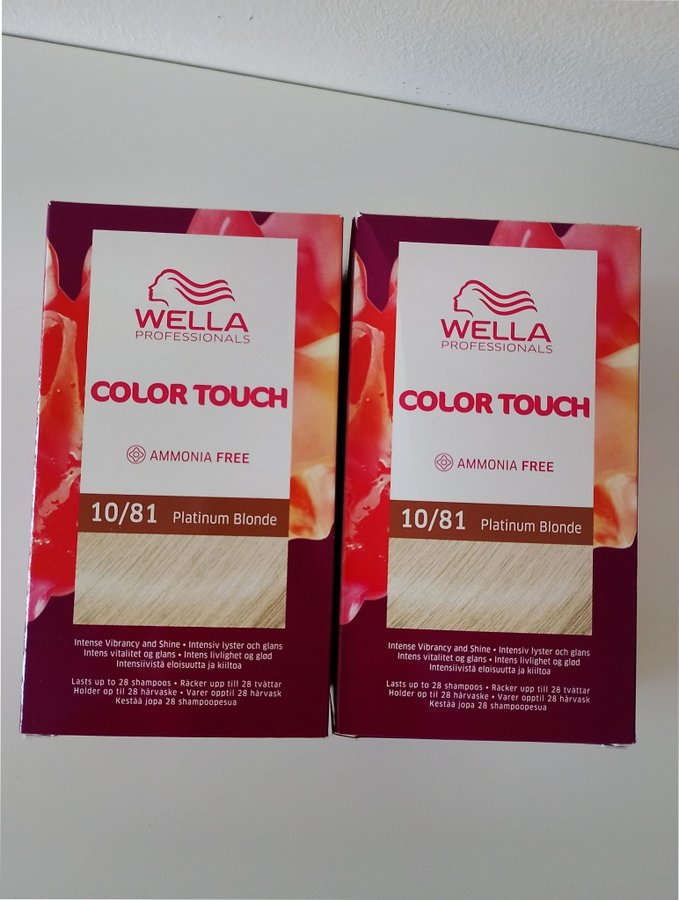 WELLA
PROFESSIONALS
COLOR TOUCH
AMMONIA FREE
10/81 Platinum Blonde
Intense Vibrancy and Shine • Intensiv lyster och glans
Intens vitalitet og glans • Intens livlighet og glød
Intensiivistä eloisuutta ja kiiltoa
Lasts up to 28 shampoos • Räcker upp till 28 tvättar
Holder op til 28 hårvaske • Varer opptil 28 hårvask
Kestää jopa 28 shampoopesua
WELLA
PROFESSIONALS
COLOR TOUCH
AMMONIA FREE
10/81 Platinum Blonde
Intense Vibrancy and Shine • Intensiv lyster och glans
Intens vitalitet og glans • Intens livlighet og glød
Intensiivistä eloisuutta ja kiiltoa
Lasts up to 28 shampoos • Räcker upp till 28 tvättar
Holder op til 28 hårvaske • Varer opptil 28 hårvask
Kestää jopa 28 shampoopesua